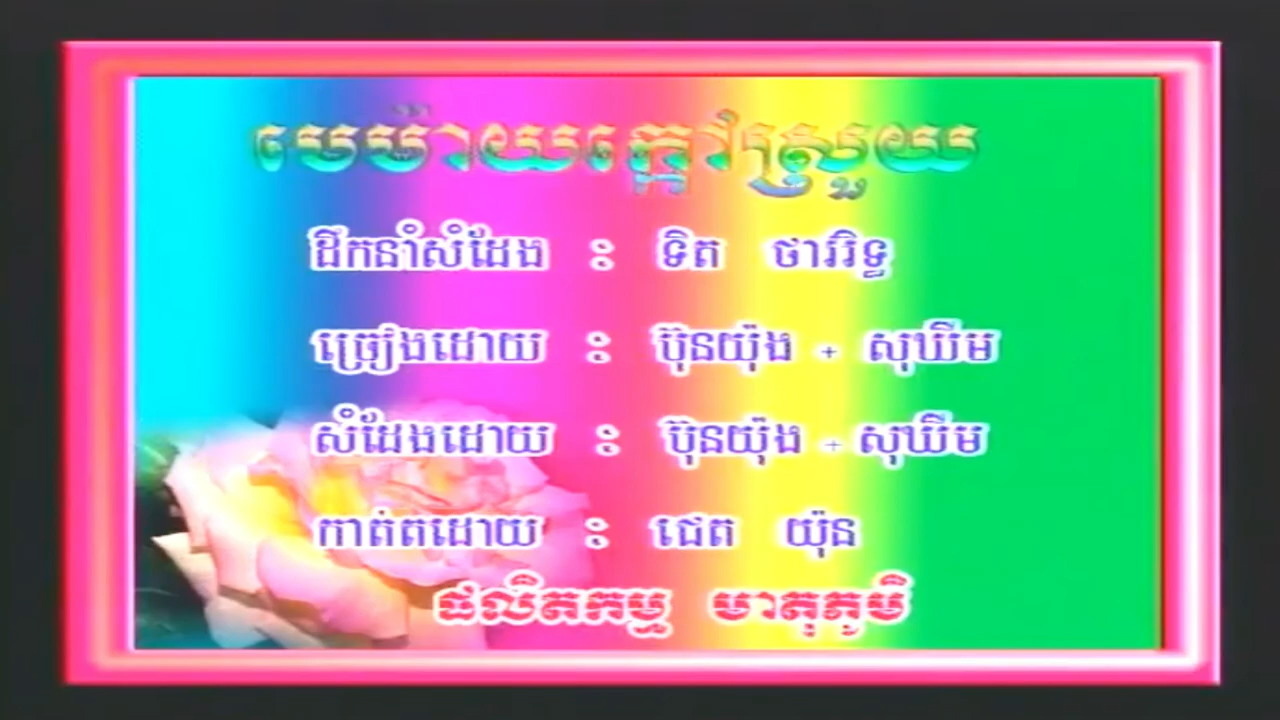 មេម៉ាយក្តៅស្រួយ
ដឹកនាំសំដែង ៖ ទិត ថាវរិទ្ធ
ច្រៀងដោយ ៖ ប៊ុនយ៉ុង + សុឃីម
សំដែងដោយ ៖ ប៊ុនយ៉ុង + សុឃីម
កាត់តដោយ ៖ ជេត យ៉ុន
ផលិតកម្ម មាតុភូមិ